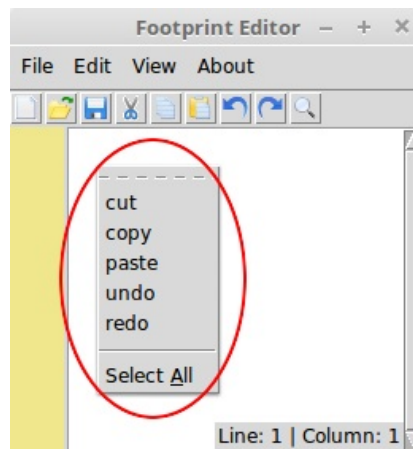 Footprint Editor
File Edit View About
cut
copy
paste
undo
redo
Select All
Line: 1 | Column: 1